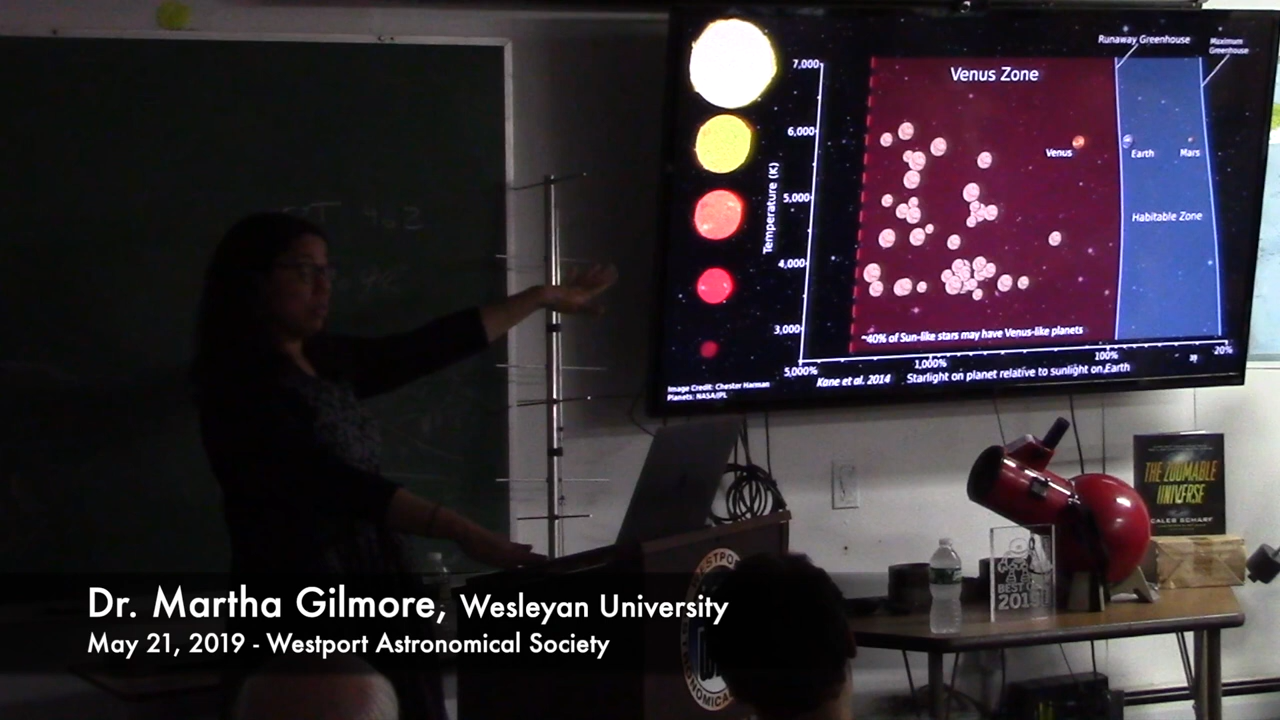 Runaway Greenhouse
Maximum
Greenhouse
7,000
Venus Zone
6,000
Venus
Earth
Mars
5,000
Temperature (K)
Habitable Zone
4,000
3,000
~40% of Sun-like stars may have Venus-like planets
5,000%
1,000%
100%
20%
Kane et al. 2014
Starlight on planet relative to sunlight on Earth
Image Credit: Chester Harman
Planets: NASA/JPL
THE ZOOMABLE
UNIVERSE
CALEB SCHARF
BEST
201
Dr. Martha Gilmore, Wesleyan University
May 21, 2019 - Westport Astronomical Society